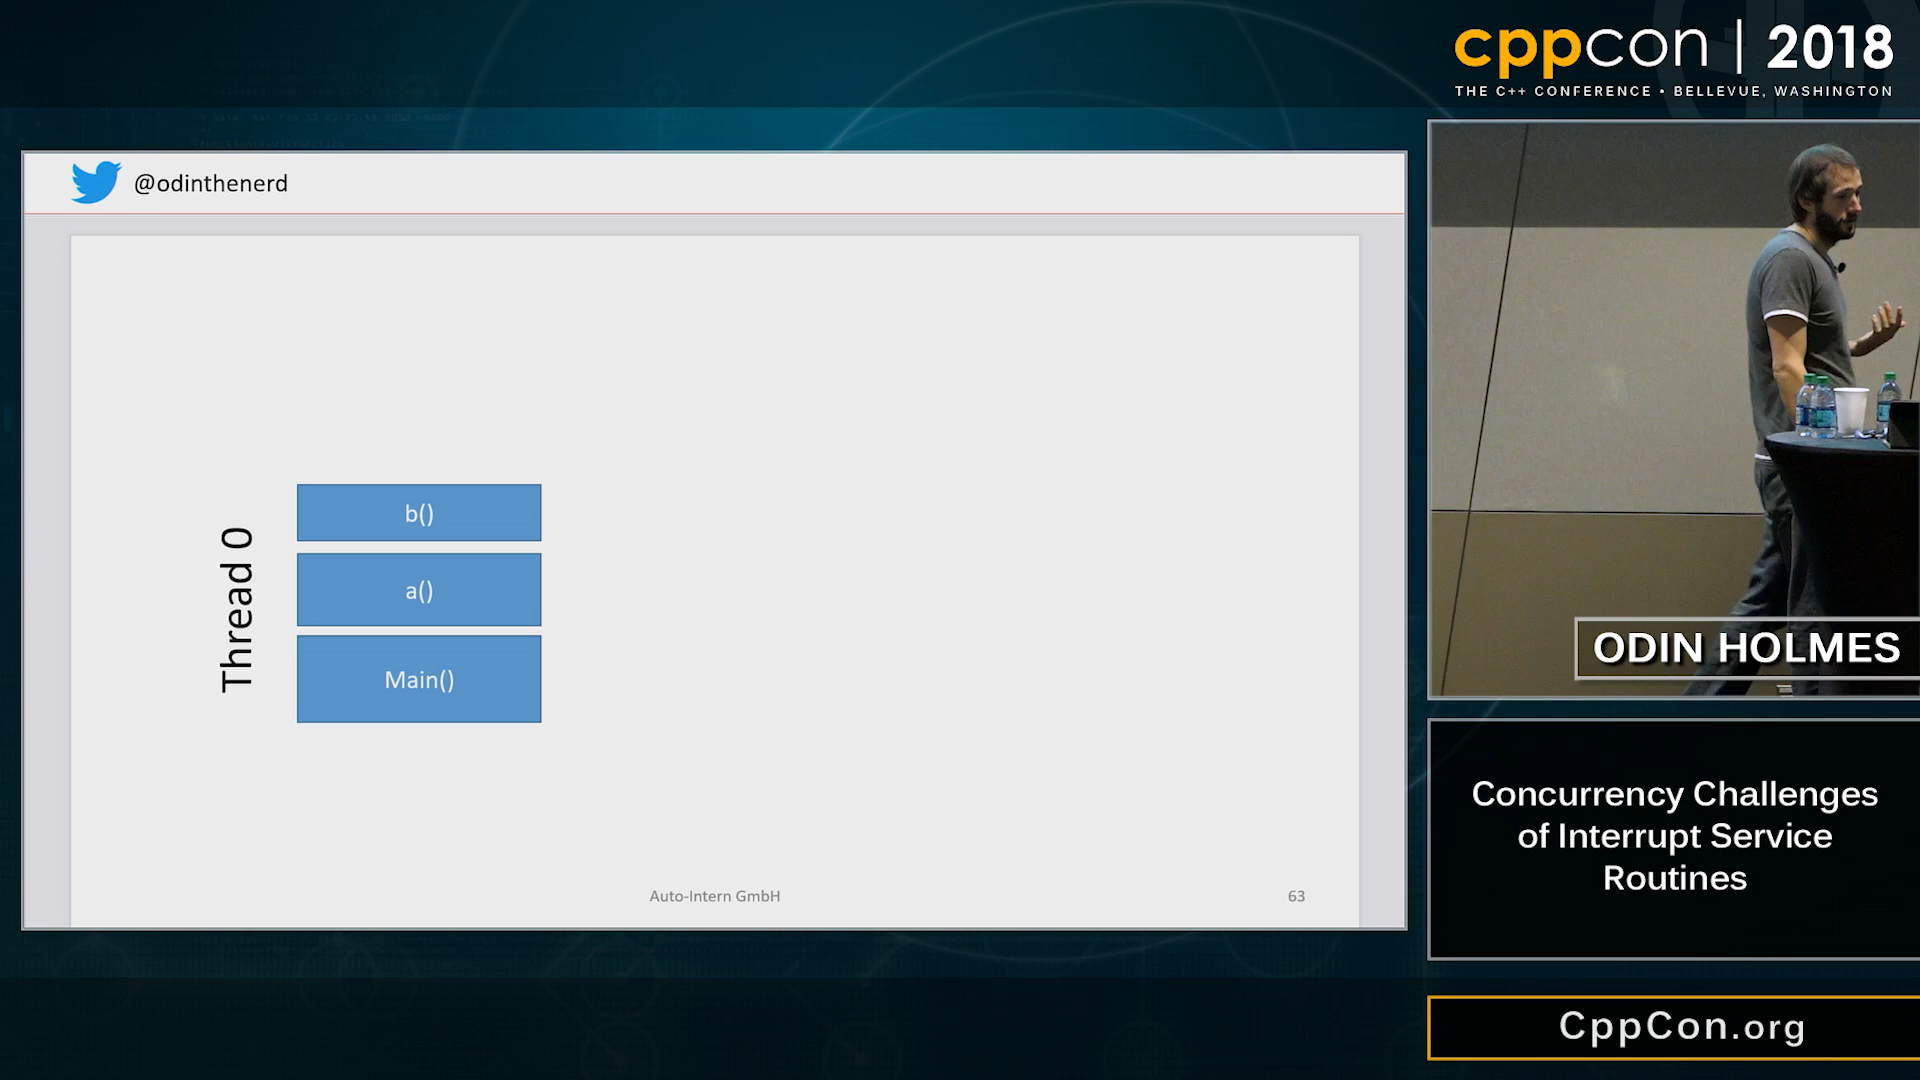 cppcon | 2018
THE C++ CONFERENCE • BELLEVUE, WASHINGTON
@odinthenerd
b()
a()
Main()
Thread 0
Auto-Intern GmbH
63
ODIN HOLMES
Concurrency Challenges
of Interrupt Service
Routines
CppCon.org